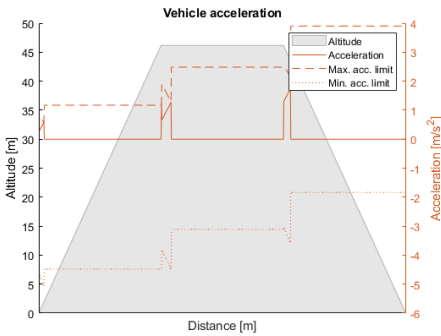 Vehicle acceleration
Altitude
Acceleration
Max. acc. limit
Min. acc. limit
Altitude [m]
50
45
40
35
30
25
20
15
10
5
0
4
3
2
1
0
-1
-2
-3
-4
-5
-6
Acceleration [m/s²]
Distance [m]